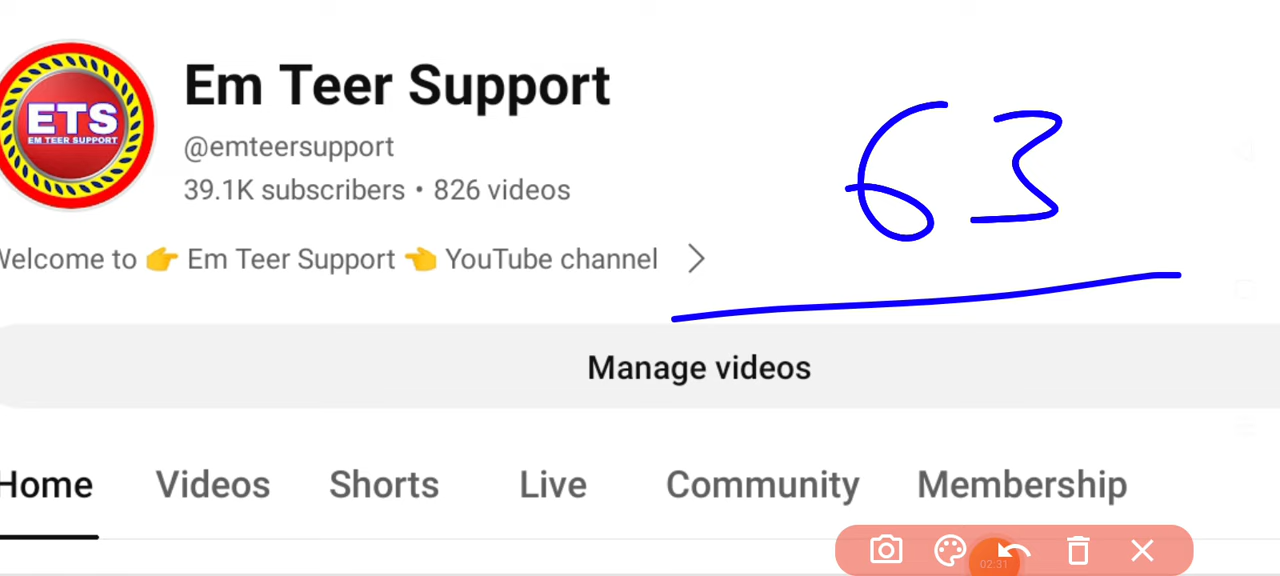 ETS
EM TEER SUPPORT
Em Teer Support
@emteersupport
39.1K subscribers • 826 videos
63
Welcome to 👉 Em Teer Support 👈 YouTube channel
Manage videos
Home Videos Shorts Live Community Membership
02:31